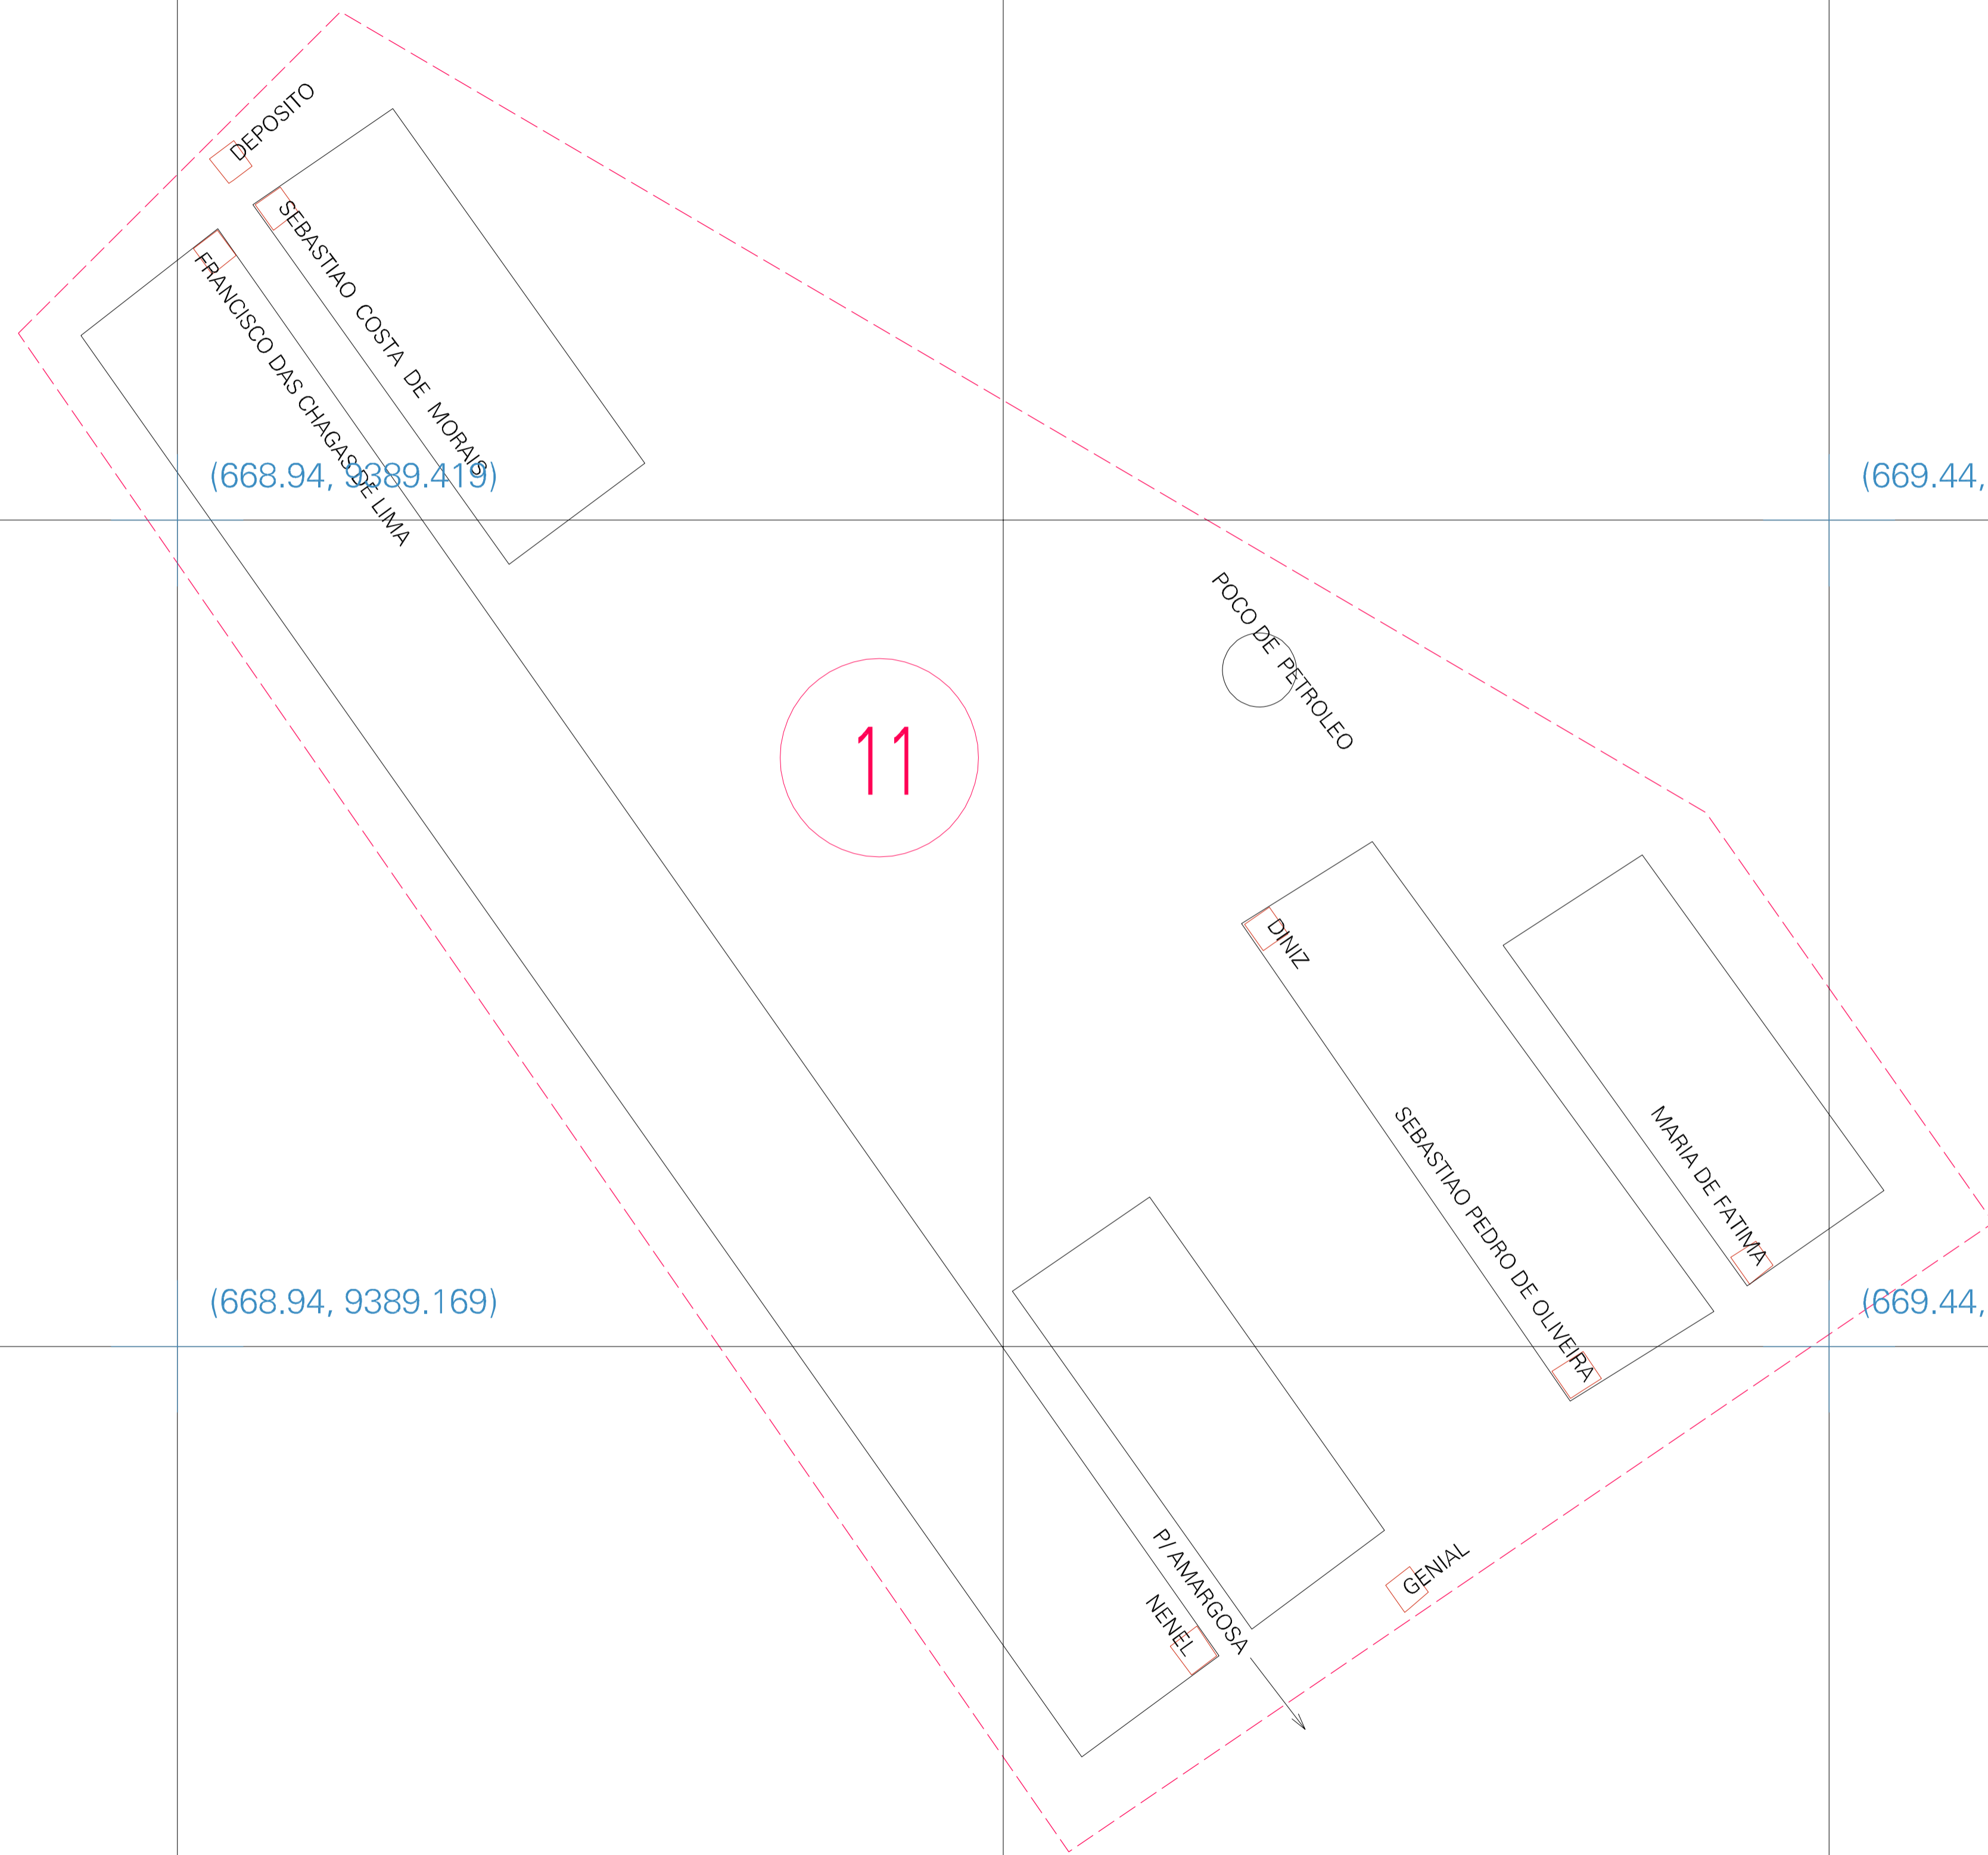 DEPOSITO
SEBASTIAO COSTA DE MORAIS
FRANCISCO DAS CHAGAS DE LIMA
(668.94, 9389.419)
(669.44,
POCO DE PETROLEO
11
DINIZ
SEBASTIAO PEDRO DE OLIVEIRA
MARIA DE FATIMA
(668.94, 9389.169)
(669.44,
P/ AMARGOSA
NENEL
GENIAL